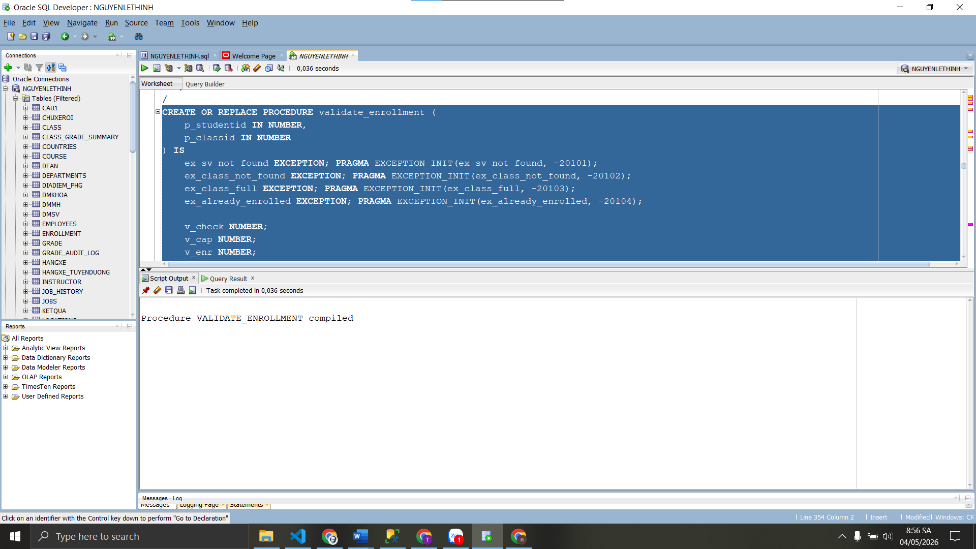 Oracle SQL Developer : NGUYENLETHINH
File Edit View Navigate Run Source Team Tools Window Help
Connections
NGUYENLETHINH.sql Welcome Page NGUYENLETHINH
0,036 seconds
NGUYENLETHINH
Worksheet Query Builder
Oracle Connections
NGUYENLETHINH
Tables (Filtered)
CAU1
CHUXEROI
CLASS
CLASS_GRADE_SUMMARY
COUNTRIES
COURSE
DEAN
DEPARTMENTS
DIADIEM_PHG
DMKHOA
DMMH
DMSV
EMPLOYEES
ENROLLMENT
GRADE
GRADE_AUDIT_LOG
HANGXE
HANGXE_TUYENDUONG
INSTRUCTOR
JOB_HISTORY
JOBS
KETQUA
/
CREATE OR REPLACE PROCEDURE validate_enrollment (
p_studentid IN NUMBER,
p_classid IN NUMBER
) IS
ex_sv_not_found EXCEPTION; PRAGMA EXCEPTION_INIT(ex_sv_not_found, -20101);
ex_class_not_found EXCEPTION; PRAGMA EXCEPTION_INIT(ex_class_not_found, -20102);
ex_class_full EXCEPTION; PRAGMA EXCEPTION_INIT(ex_class_full, -20103);
ex_already_enrolled EXCEPTION; PRAGMA EXCEPTION_INIT(ex_already_enrolled, -20104);
v_check NUMBER;
v_cap NUMBER;
v_enr NUMBER;
Script Output Query Result
Task completed in 0,036 seconds
Procedure VALIDATE_ENROLLMENT compiled
Reports
All Reports
Analytic View Reports
Data Dictionary Reports
Data Modeler Reports
OLAP Reports
TimesTen Reports
User Defined Reports
Messages - Log
Messages Logging Page Statements
Click on an identifier with the Control key down to perform "Go to Declaration"
Line 354 Column 2 Insert Modified Windows: CF
Type here to search
8:56 SA
04/05/2026